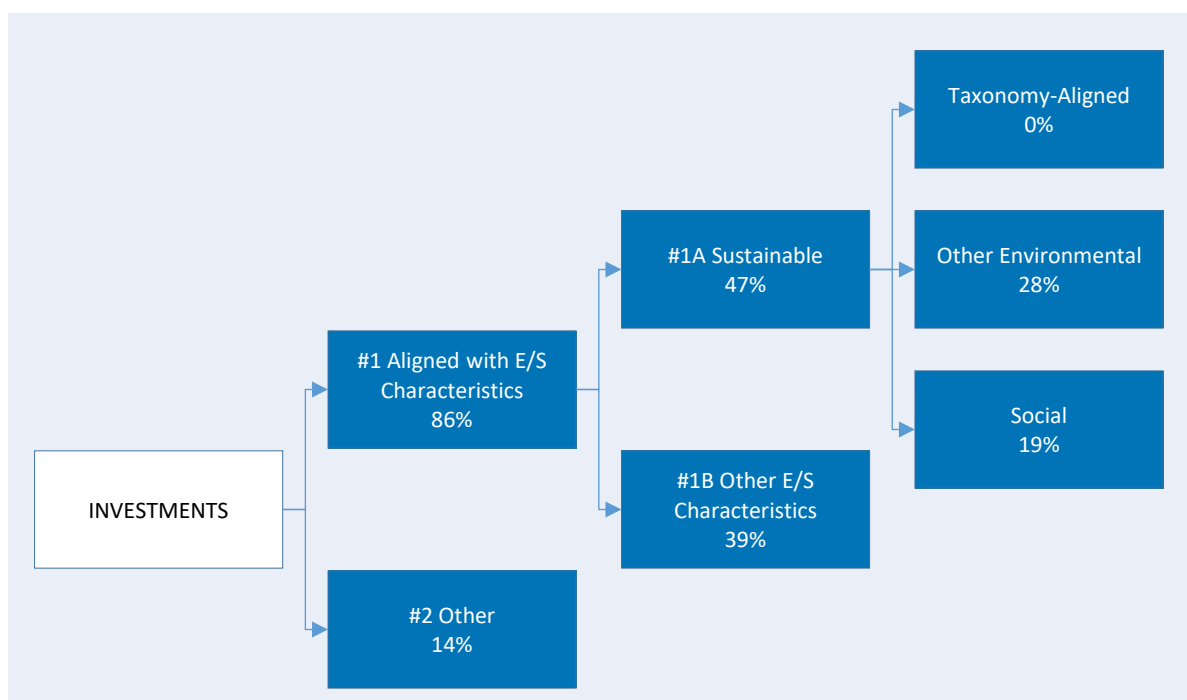 INVESTMENTS
#1 Aligned with E/S
Characteristics
86%
#2 Other
14%
#1A Sustainable
47%
#1B Other E/S
Characteristics
39%
Taxonomy-Aligned
0%
Other Environmental
28%
Social
19%